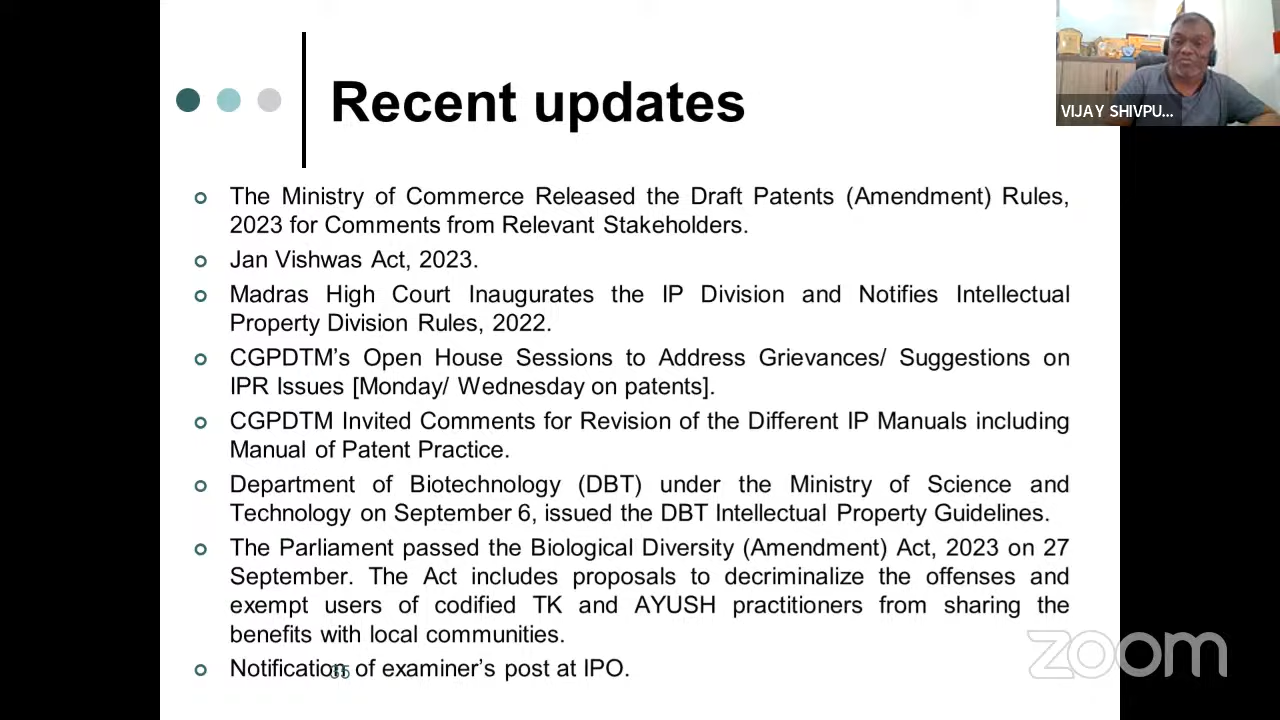 Recent updates
VIJAY SHIVPU...
The Ministry of Commerce Released the Draft Patents (Amendment) Rules,
2023 for Comments from Relevant Stakeholders.
Jan Vishwas Act, 2023.
Madras High Court Inaugurates the IP Division and Notifies Intellectual
Property Division Rules, 2022.
CGPDTM’s Open House Sessions to Address Grievances/ Suggestions on
IPR Issues [Monday/ Wednesday on patents].
CGPDTM Invited Comments for Revision of the Different IP Manuals including
Manual of Patent Practice.
Department of Biotechnology (DBT) under the Ministry of Science and
Technology on September 6, issued the DBT Intellectual Property Guidelines.
The Parliament passed the Biological Diversity (Amendment) Act, 2023 on 27
September. The Act includes proposals to decriminalize the offenses and
exempt users of codified TK and AYUSH practitioners from sharing the
benefits with local communities.
Notification of examiner’s post at IPO.
35
zoom